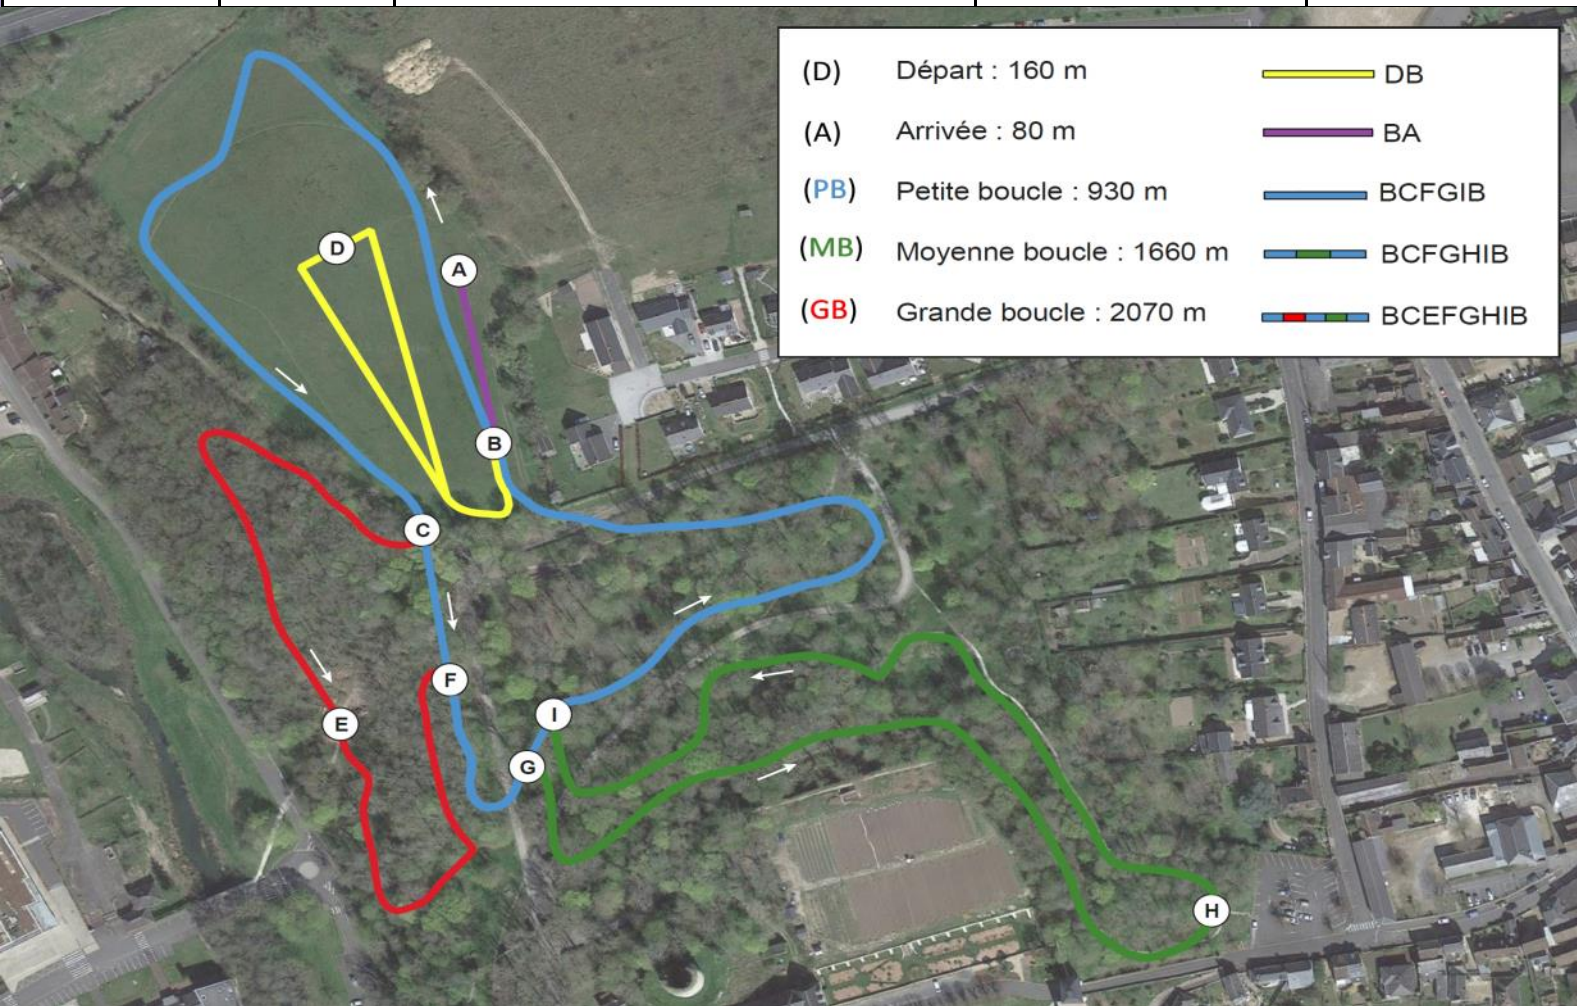 (D) Départ : 160 m DB
(A) Arrivée : 80 m BA
(PB) Petite boucle : 930 m BCFGIB
(MB) Moyenne boucle : 1660 m BCFGHIB
(GB) Grande boucle : 2070 m BCEFGHIB
D
A
B
C
F
I
E
G
H